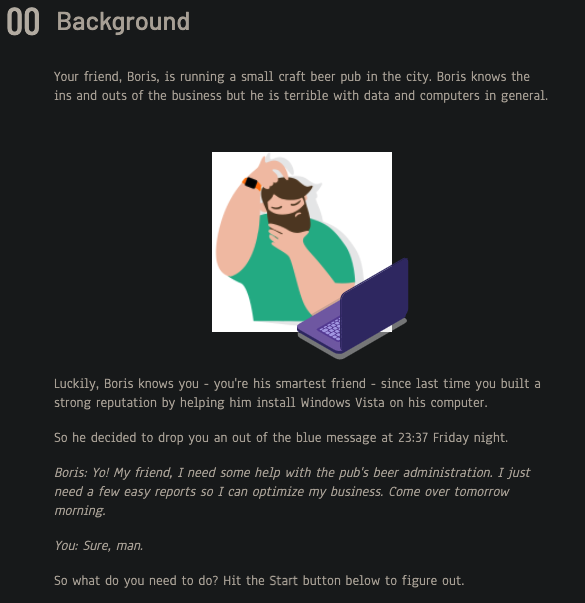 00 Background
Your friend, Boris, is running a small craft beer pub in the city. Boris knows the
ins and outs of the business but he is terrible with data and computers in general.
Luckily, Boris knows you - you're his smartest friend - since last time you built a
strong reputation by helping him install Windows Vista on his computer.
So he decided to drop you an out of the blue message at 23:37 Friday night.
Boris: Yo! My friend, I need some help with the pub's beer administration. I just
need a few easy reports so I can optimize my business. Come over tomorrow
morning.
You: Sure, man.
So what do you need to do? Hit the Start button below to figure out.